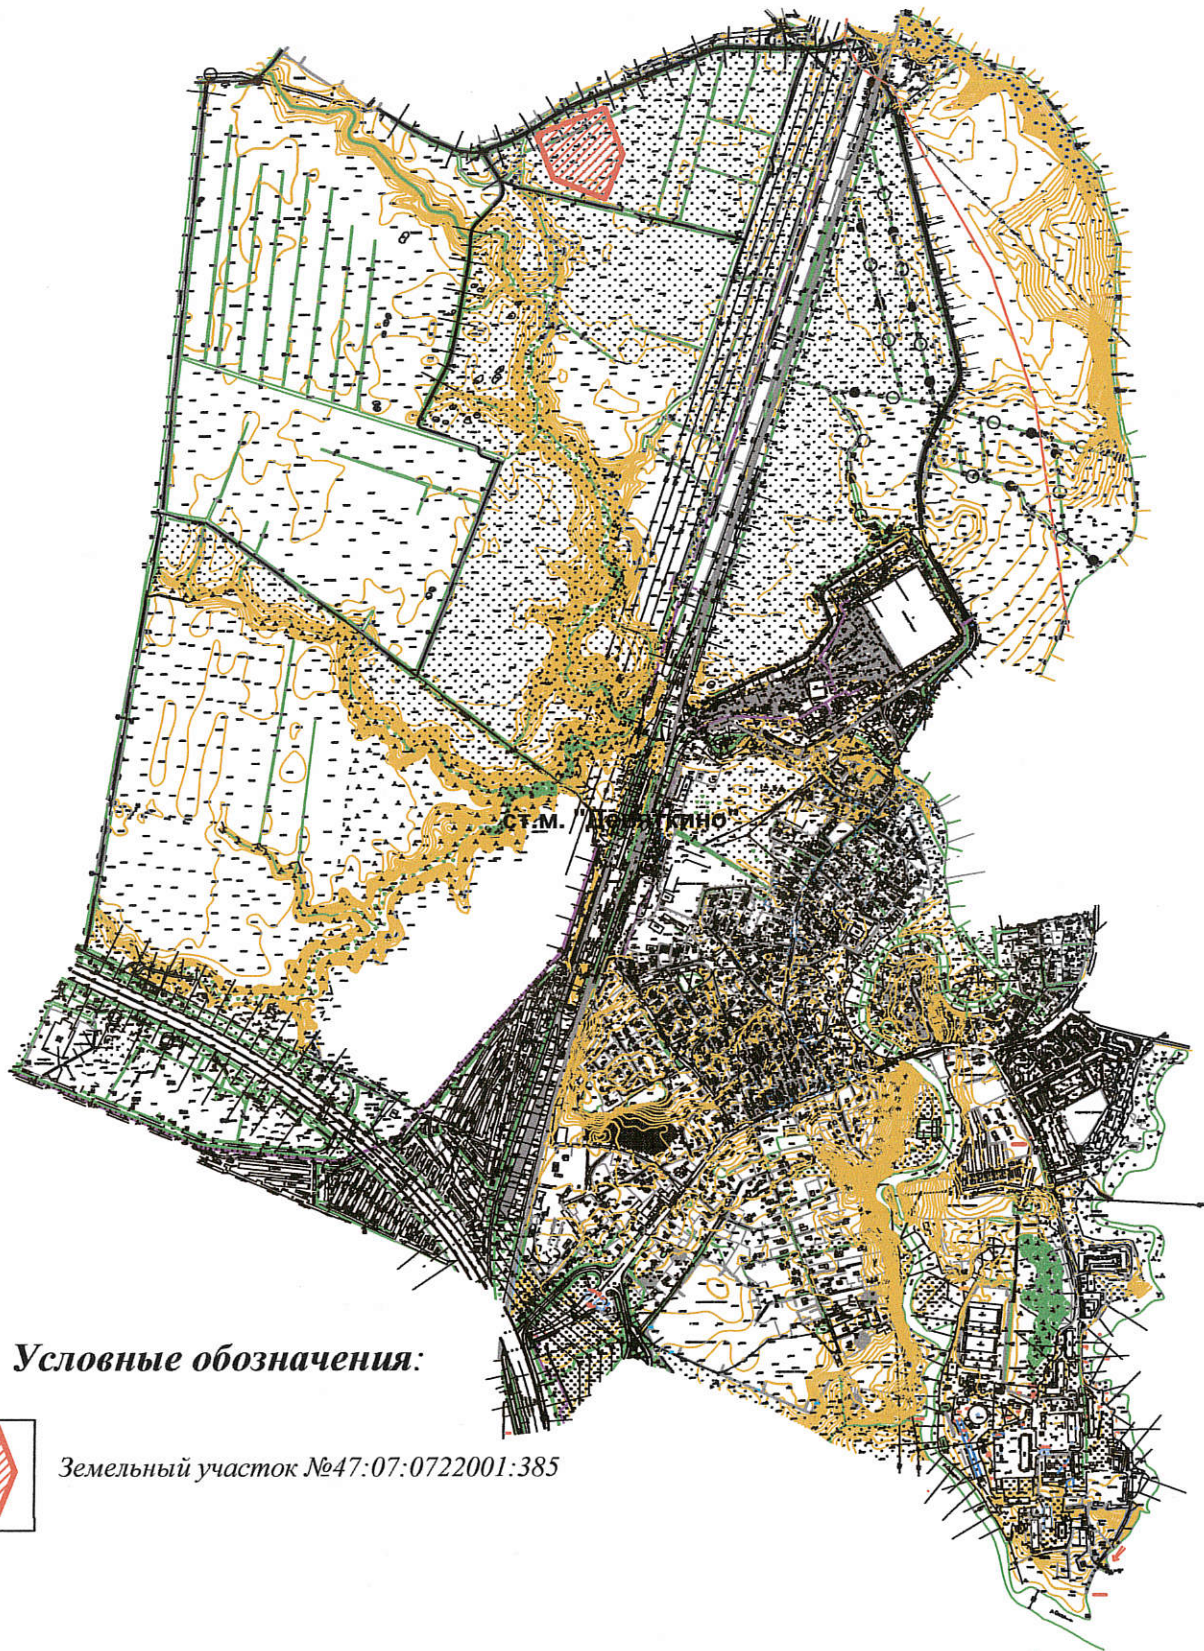 ст.м. "Девяткино"
Условные обозначения:
Земельный участок №47:07:0722001:385